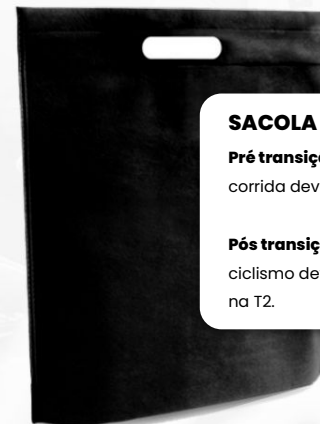 SACOLA
Pré transiç
corrida dev

Pós transiç
ciclismo de
na T2.